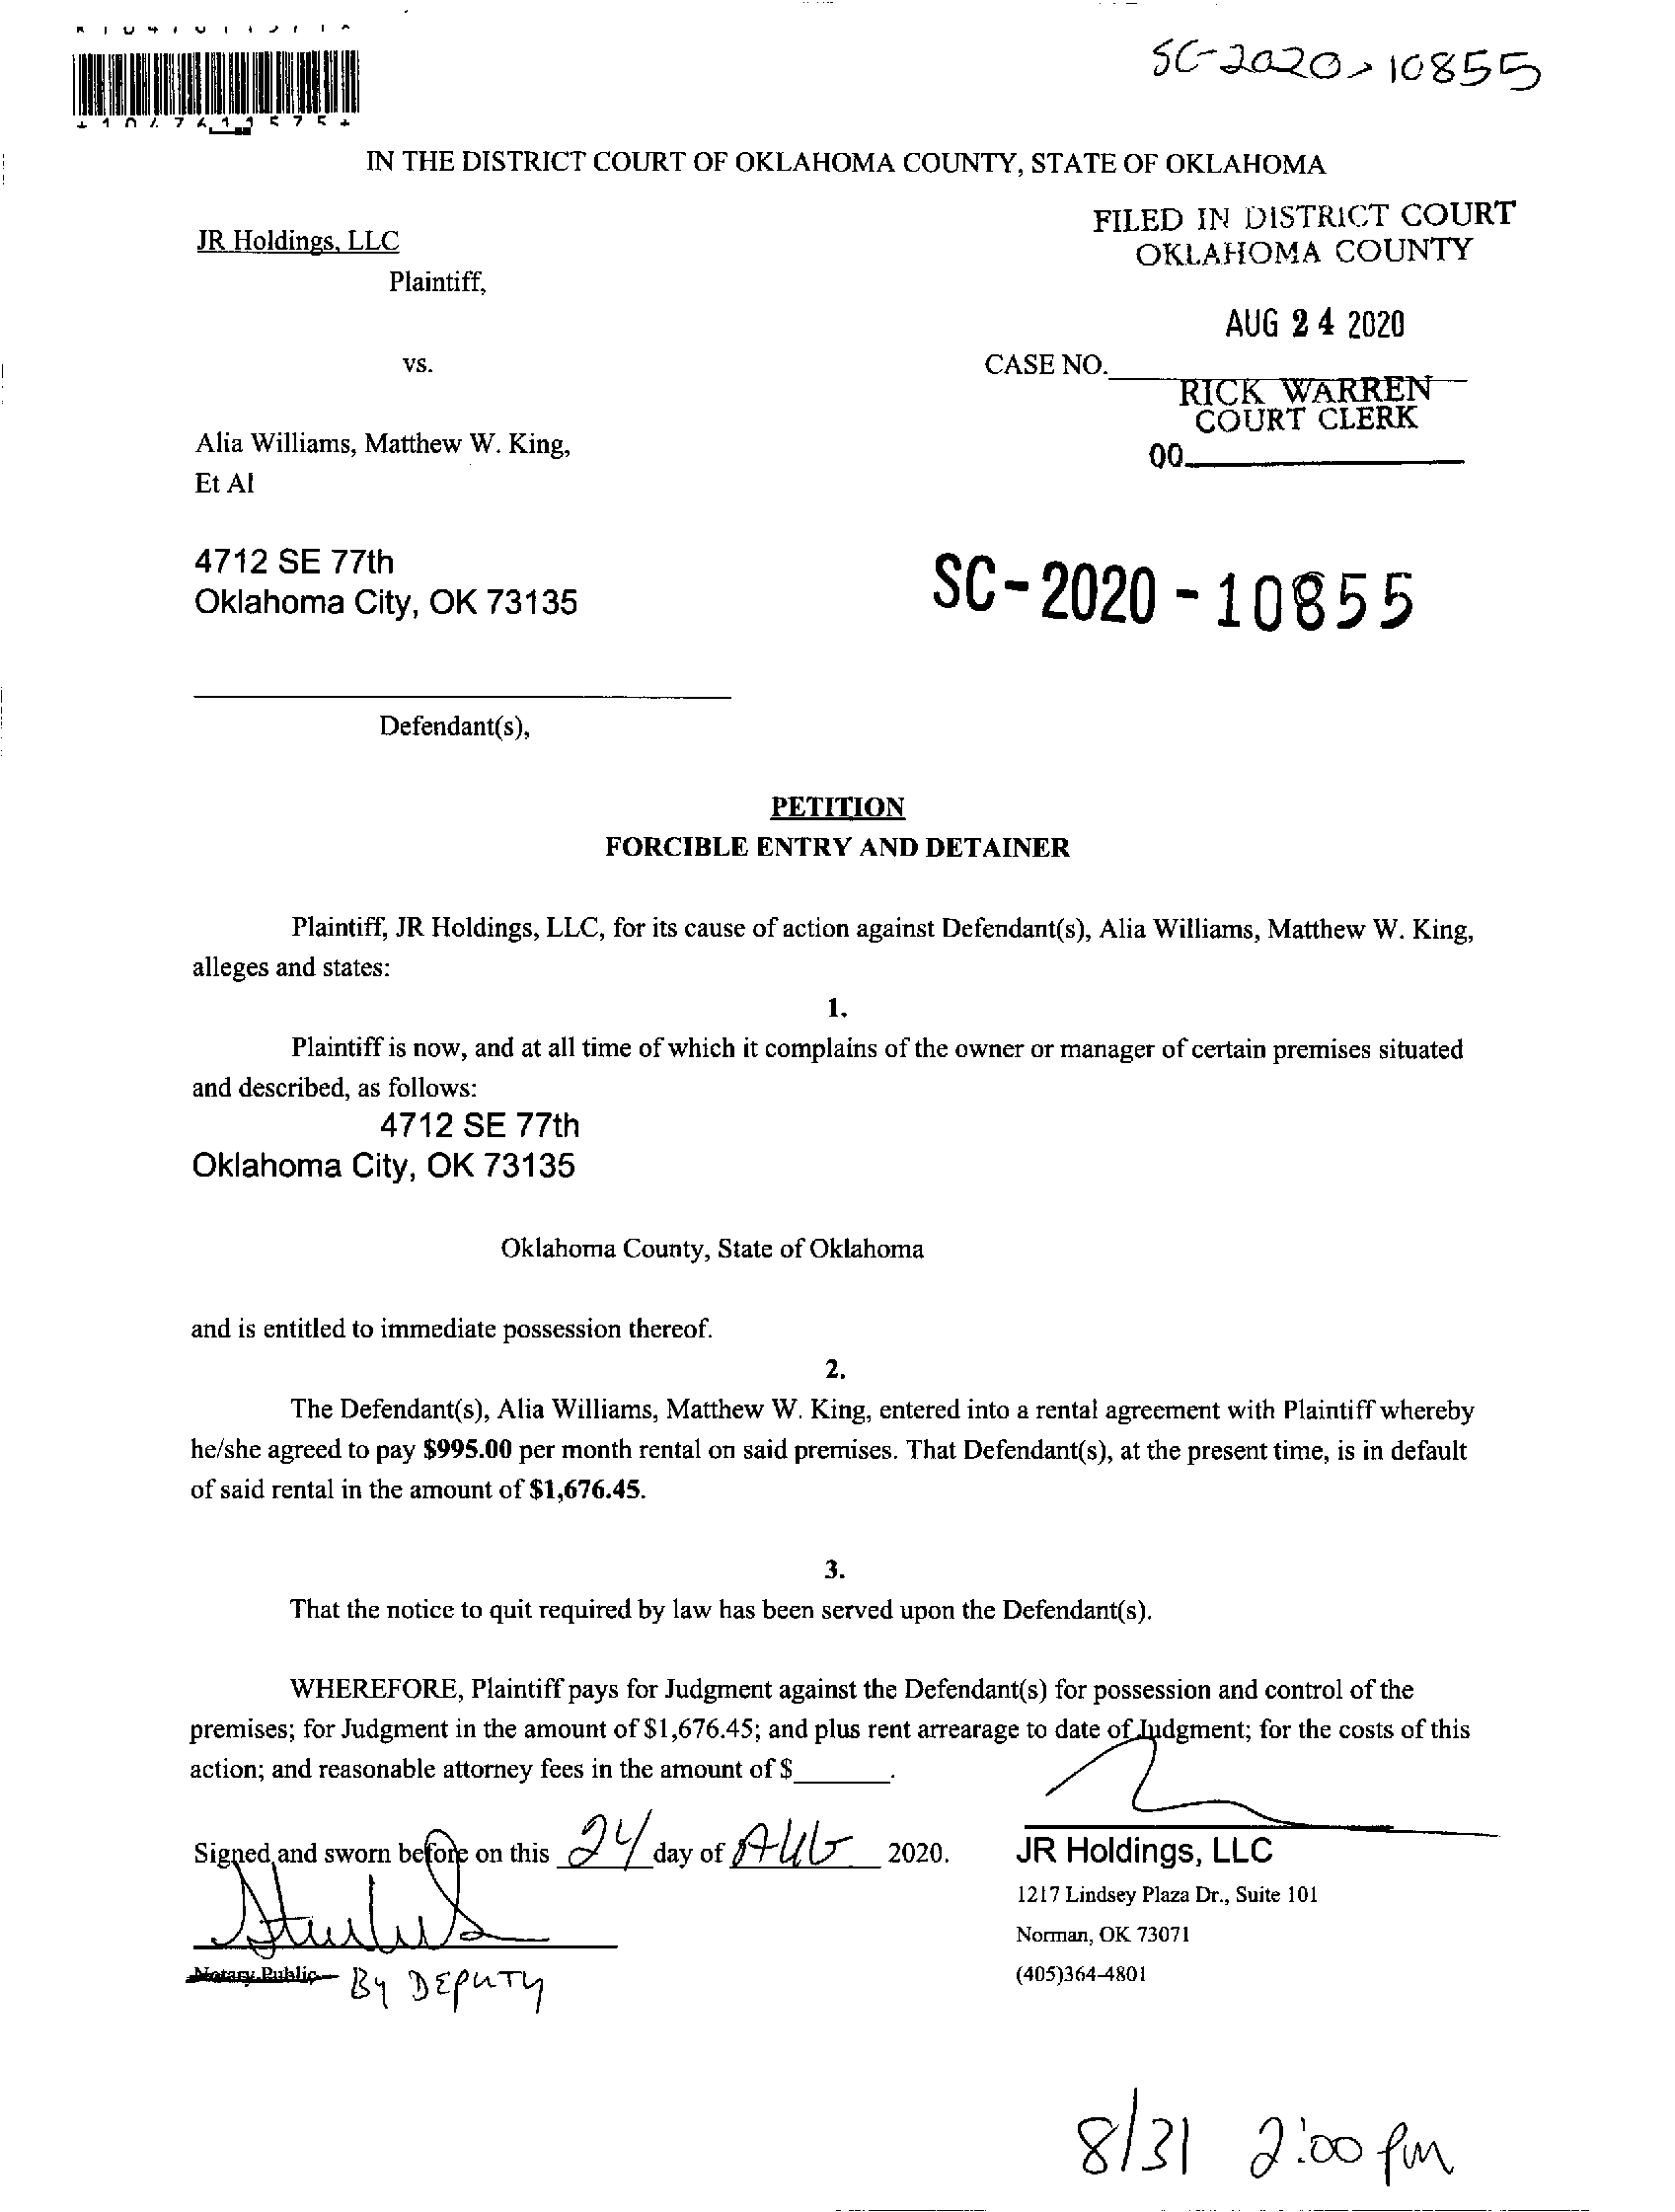 SC-2020-10855
IN THE DISTRICT COURT OF OKLAHOMA COUNTY, STATE OF OKLAHOMA
FILED IN DISTRICT COURT
OKLAHOMA COUNTY
JR Holdings, LLC
Plaintiff,
AUG 24 2020
vs.
CASE NO.
RICK WARREN
COURT CLERK
Alia Williams, Matthew W. King,
00
Et Al
4712 SE 77th
Oklahoma City, OK 73135
SC-2020-10855
Defendant(s),
PETITION
FORCIBLE ENTRY AND DETAINER
Plaintiff, JR Holdings, LLC, for its cause of action against Defendant(s), Alia Williams, Matthew W. King,
alleges and states:
1.
Plaintiff is now, and at all time of which it complains of the owner or manager of certain premises situated
and described, as follows:
4712 SE 77th
Oklahoma City, OK 73135
Oklahoma County, State of Oklahoma
and is entitled to immediate possession thereof.
2.
The Defendant(s), Alia Williams, Matthew W. King, entered into a rental agreement with Plaintiff whereby
he/she agreed to pay $995.00 per month rental on said premises. That Defendant(s), at the present time, is in default
of said rental in the amount of $1,676.45.
3.
That the notice to quit required by law has been served upon the Defendant(s).
WHEREFORE, Plaintiff pays for Judgment against the Defendant(s) for possession and control of the
premises; for Judgment in the amount of $1,676.45; and plus rent arrearage to date of Judgment; for the costs of this
action; and reasonable attorney fees in the amount of $_______.
Signed and sworn before on this 24 day of AUG 2020.
JR Holdings, LLC
1217 Lindsey Plaza Dr., Suite 101
Norman, OK 73071
Notary Public By DEPUTY
(405)364-4801
8/31 2:00 pm